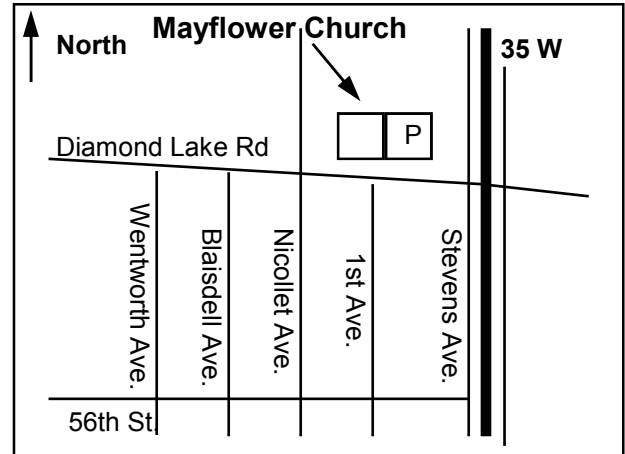 Mayflower Church
North
35 W
P
Diamond Lake Rd
Wentworth Ave.
Blaisdell Ave.
Nicollet Ave.
1st Ave.
Stevens Ave.
56th St.